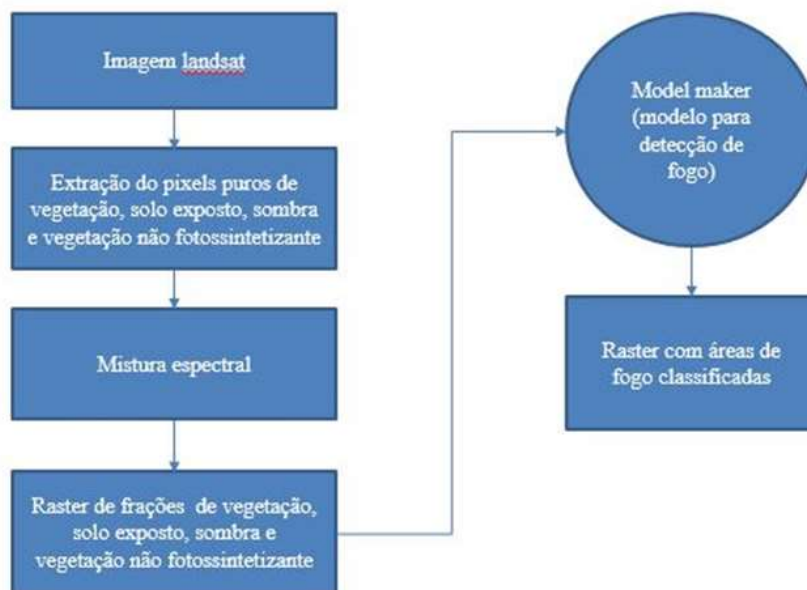 Imagem landsat
Extração do pixels puros de
vegetação, solo exposto, sombra
e vegetação não fotossintetizante
Mistura espectral
Raster de frações de vegetação,
solo exposto, sombra e
vegetação não fotossintetizante
Model maker
(modelo para
detecção de
fogo)
Raster com áreas de
fogo classificadas